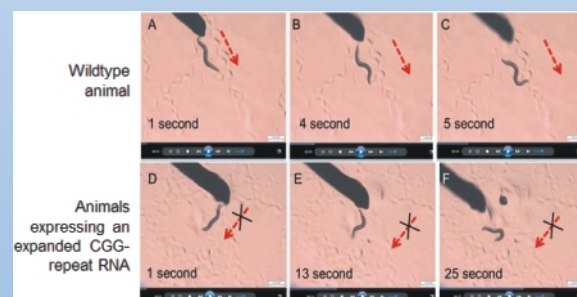 Wildtype
animal
A
1 second
B
4 second
C
5 second
Animals
expressing an
expanded CGG-
repeat RNA
D
1 second
E
13 second
F
25 second